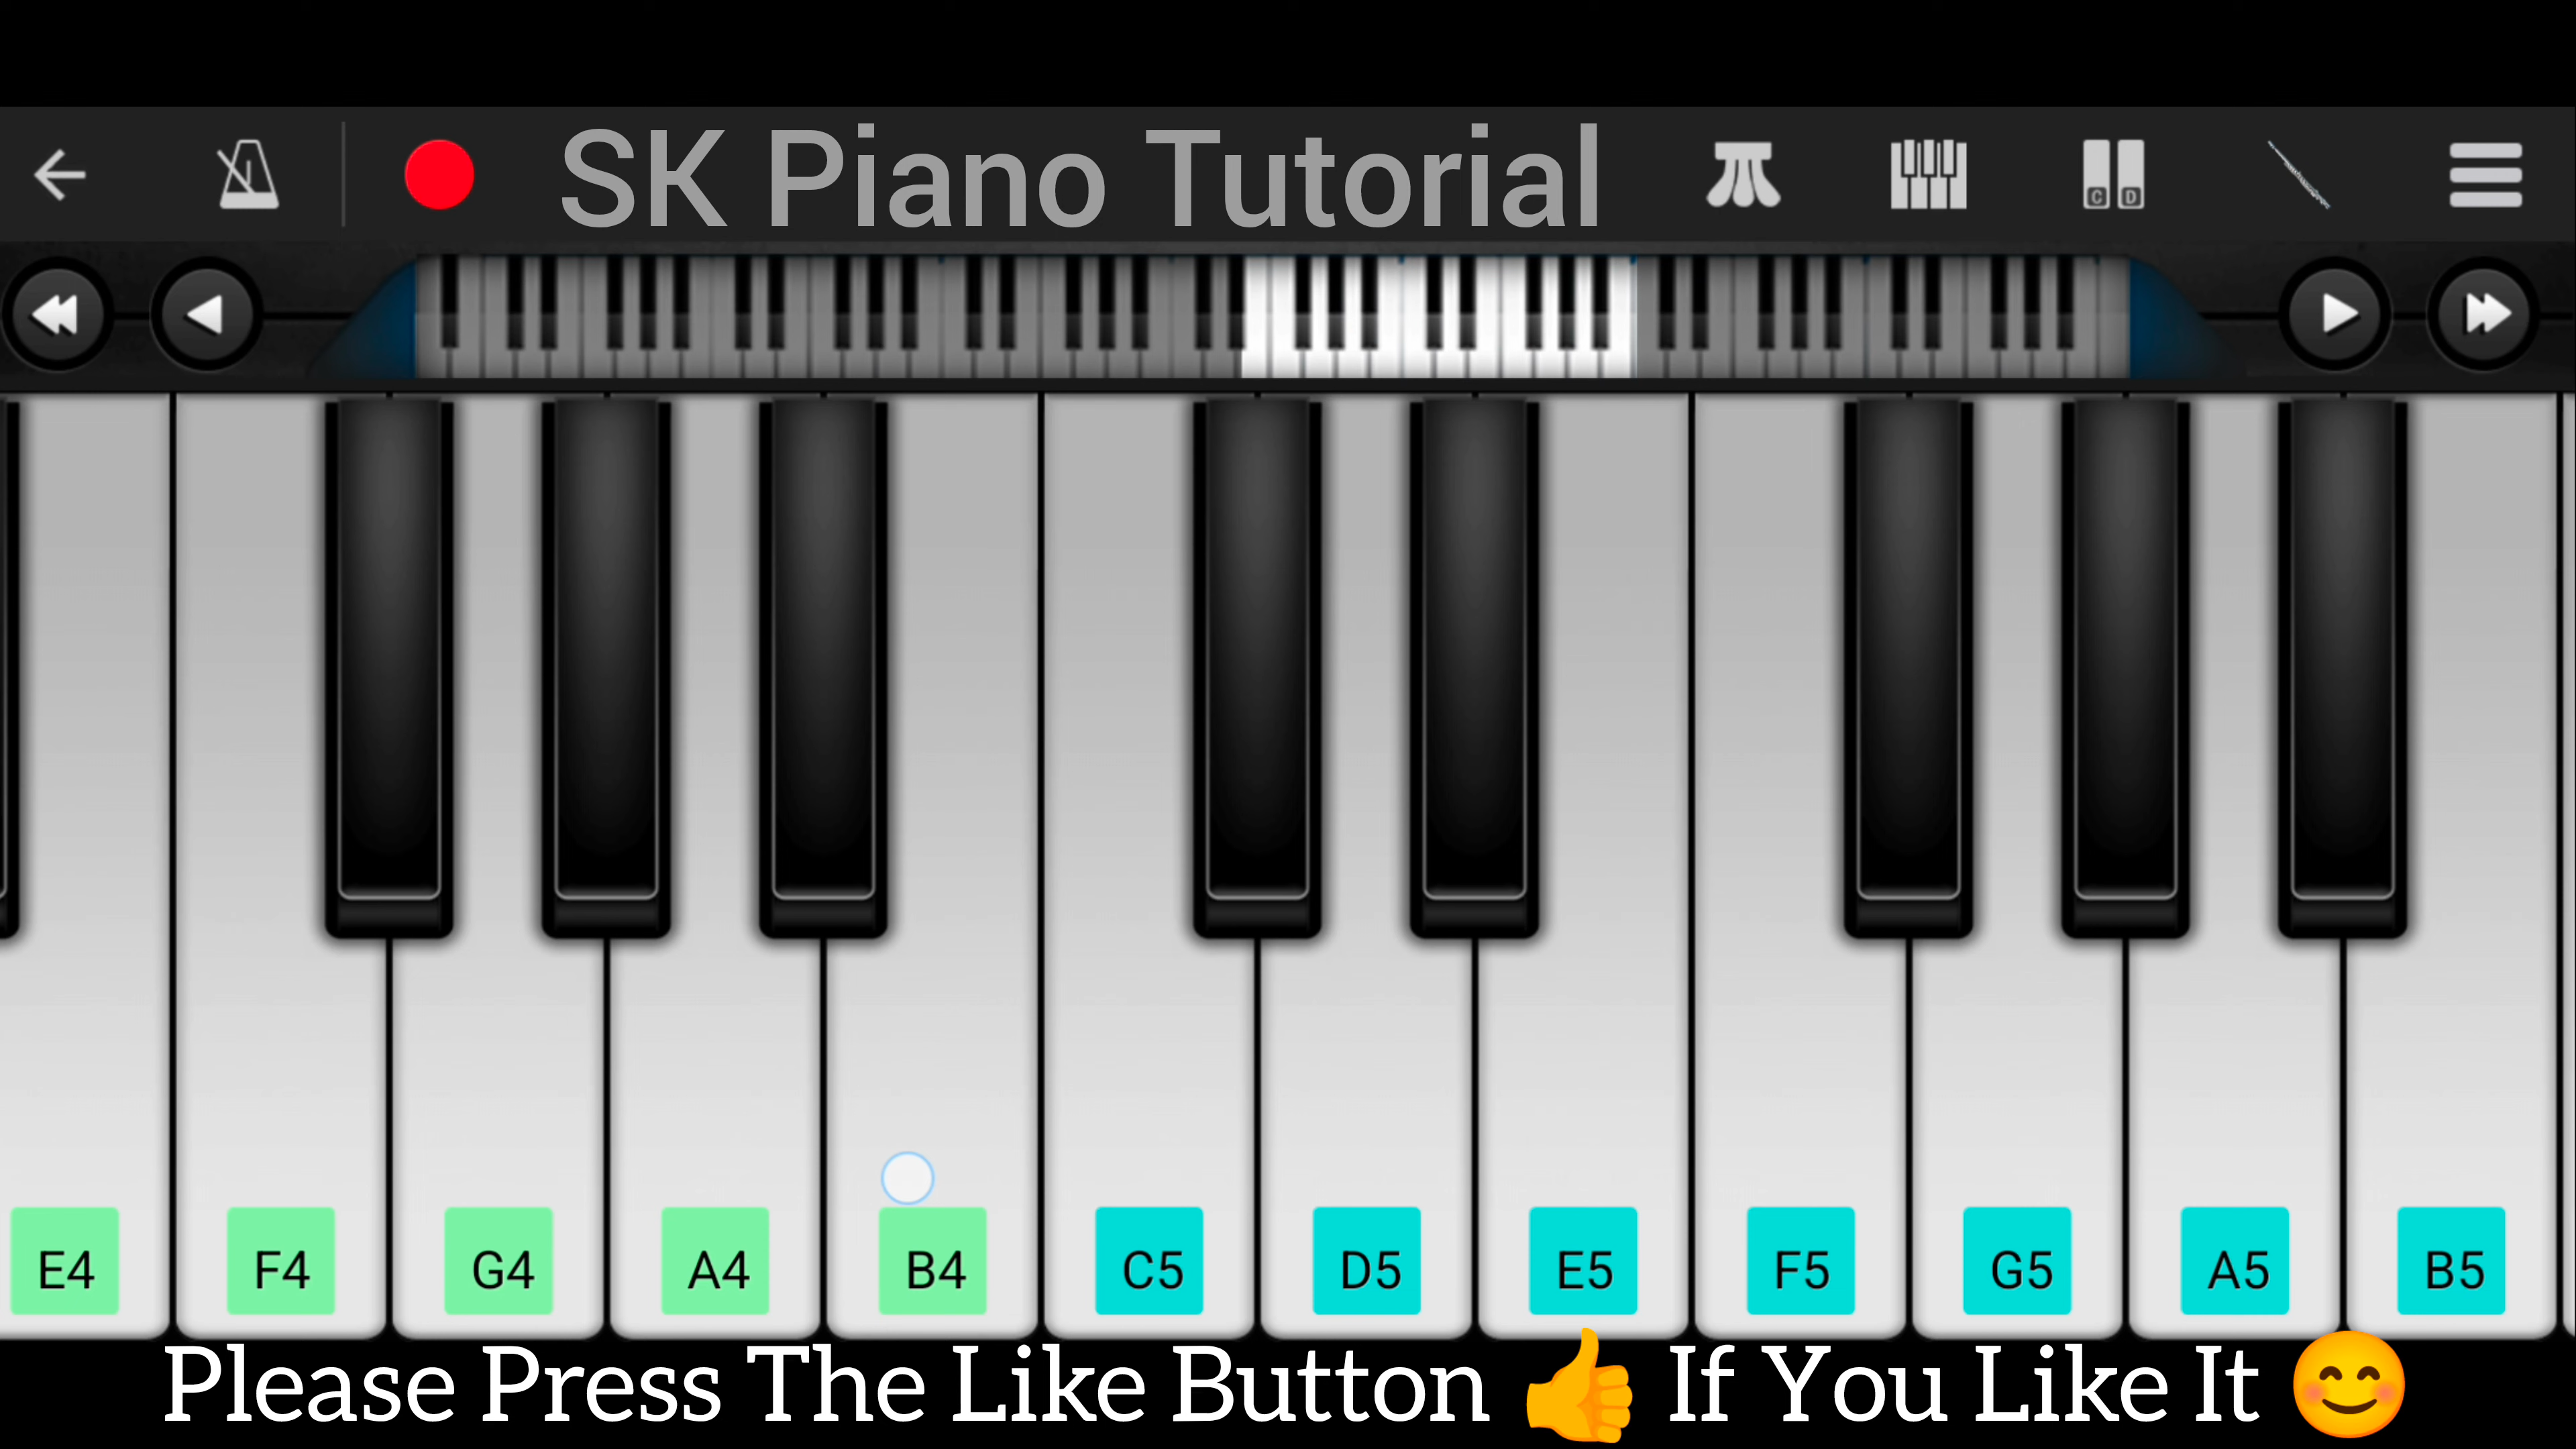 SK Piano Tutorial
C D
E4 F4 G4 A4 B4 C5 D5 E5 F5 G5 A5 B5
Please Press The Like Button 👍 If You Like It 😊